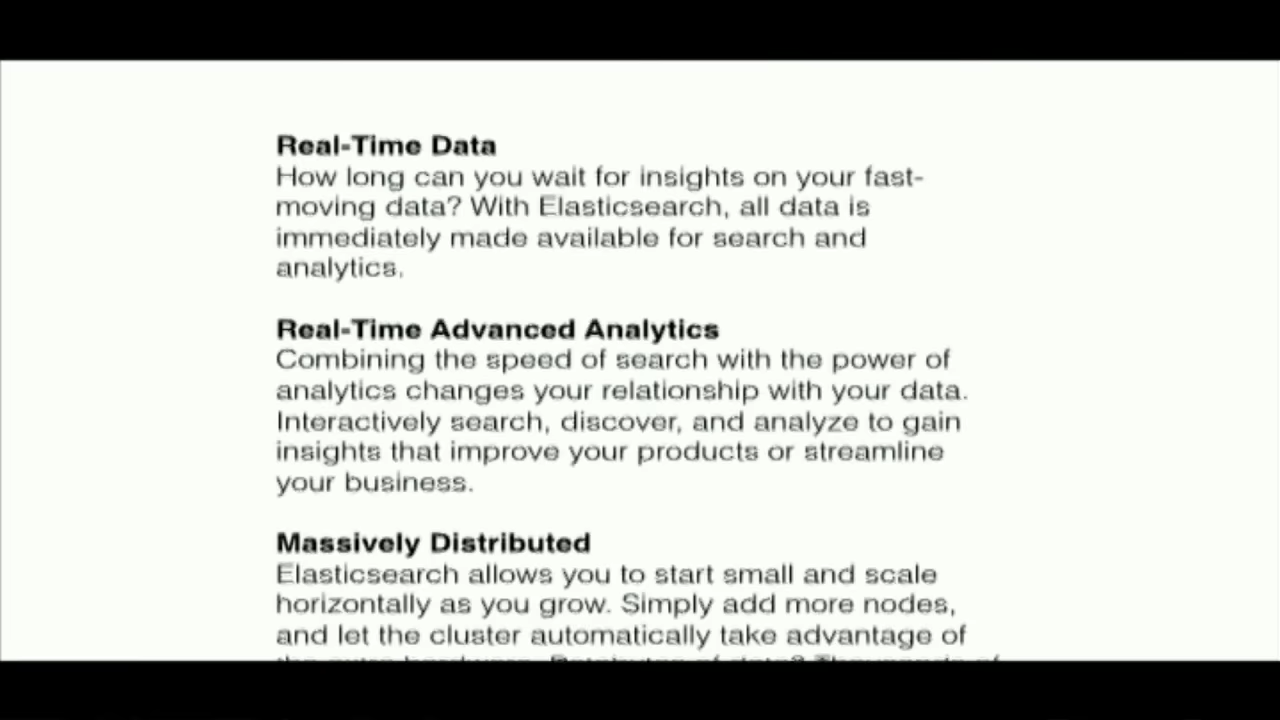 Real-Time Data
How long can you wait for insights on your fast-
moving data? With Elasticsearch, all data is
immediately made available for search and
analytics.
Real-Time Advanced Analytics
Combining the speed of search with the power of
analytics changes your relationship with your data.
Interactively search, discover, and analyze to gain
insights that improve your products or streamline
your business.
Massively Distributed
Elasticsearch allows you to start small and scale
horizontally as you grow. Simply add more nodes,
and let the cluster automatically take advantage of